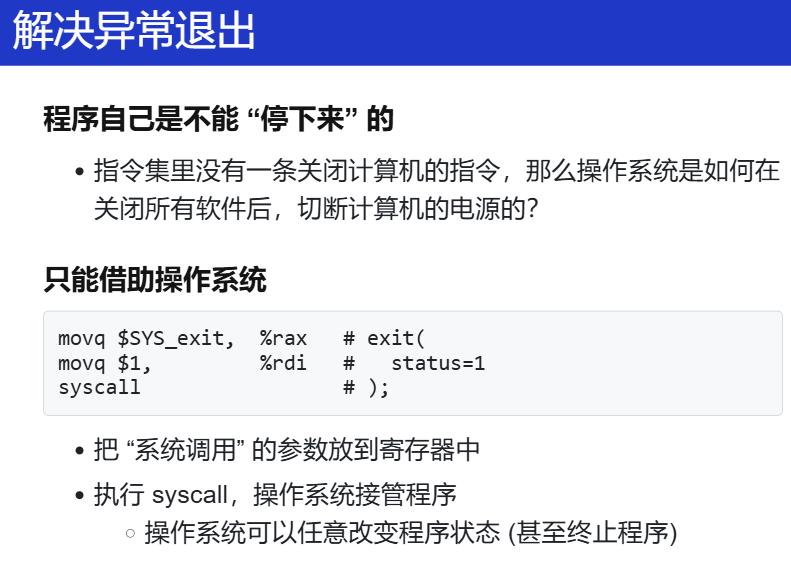 解决异常退出
程序自己是不能 “停下来” 的
• 指令集里没有一条关闭计算机的指令，那么操作系统是如何在
关闭所有软件后，切断计算机的电源的？
只能借助操作系统
movq $SYS_exit,  %rax   # exit(
movq $1,         %rdi   #   status=1
syscall                 # );
• 把 “系统调用” 的参数放到寄存器中
• 执行 syscall，操作系统接管程序
○ 操作系统可以任意改变程序状态 (甚至终止程序)